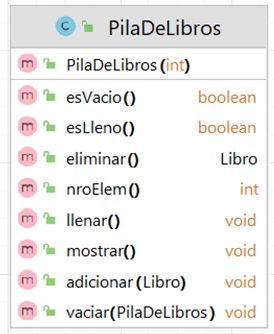 C PilaDeLibros
m PilaDeLibros(int)
m esVacio() boolean
m esLleno() boolean
m eliminar() Libro
m nroElem() int
m llenar() void
m mostrar() void
m adicionar(Libro) void
m vaciar(PilaDeLibros) void